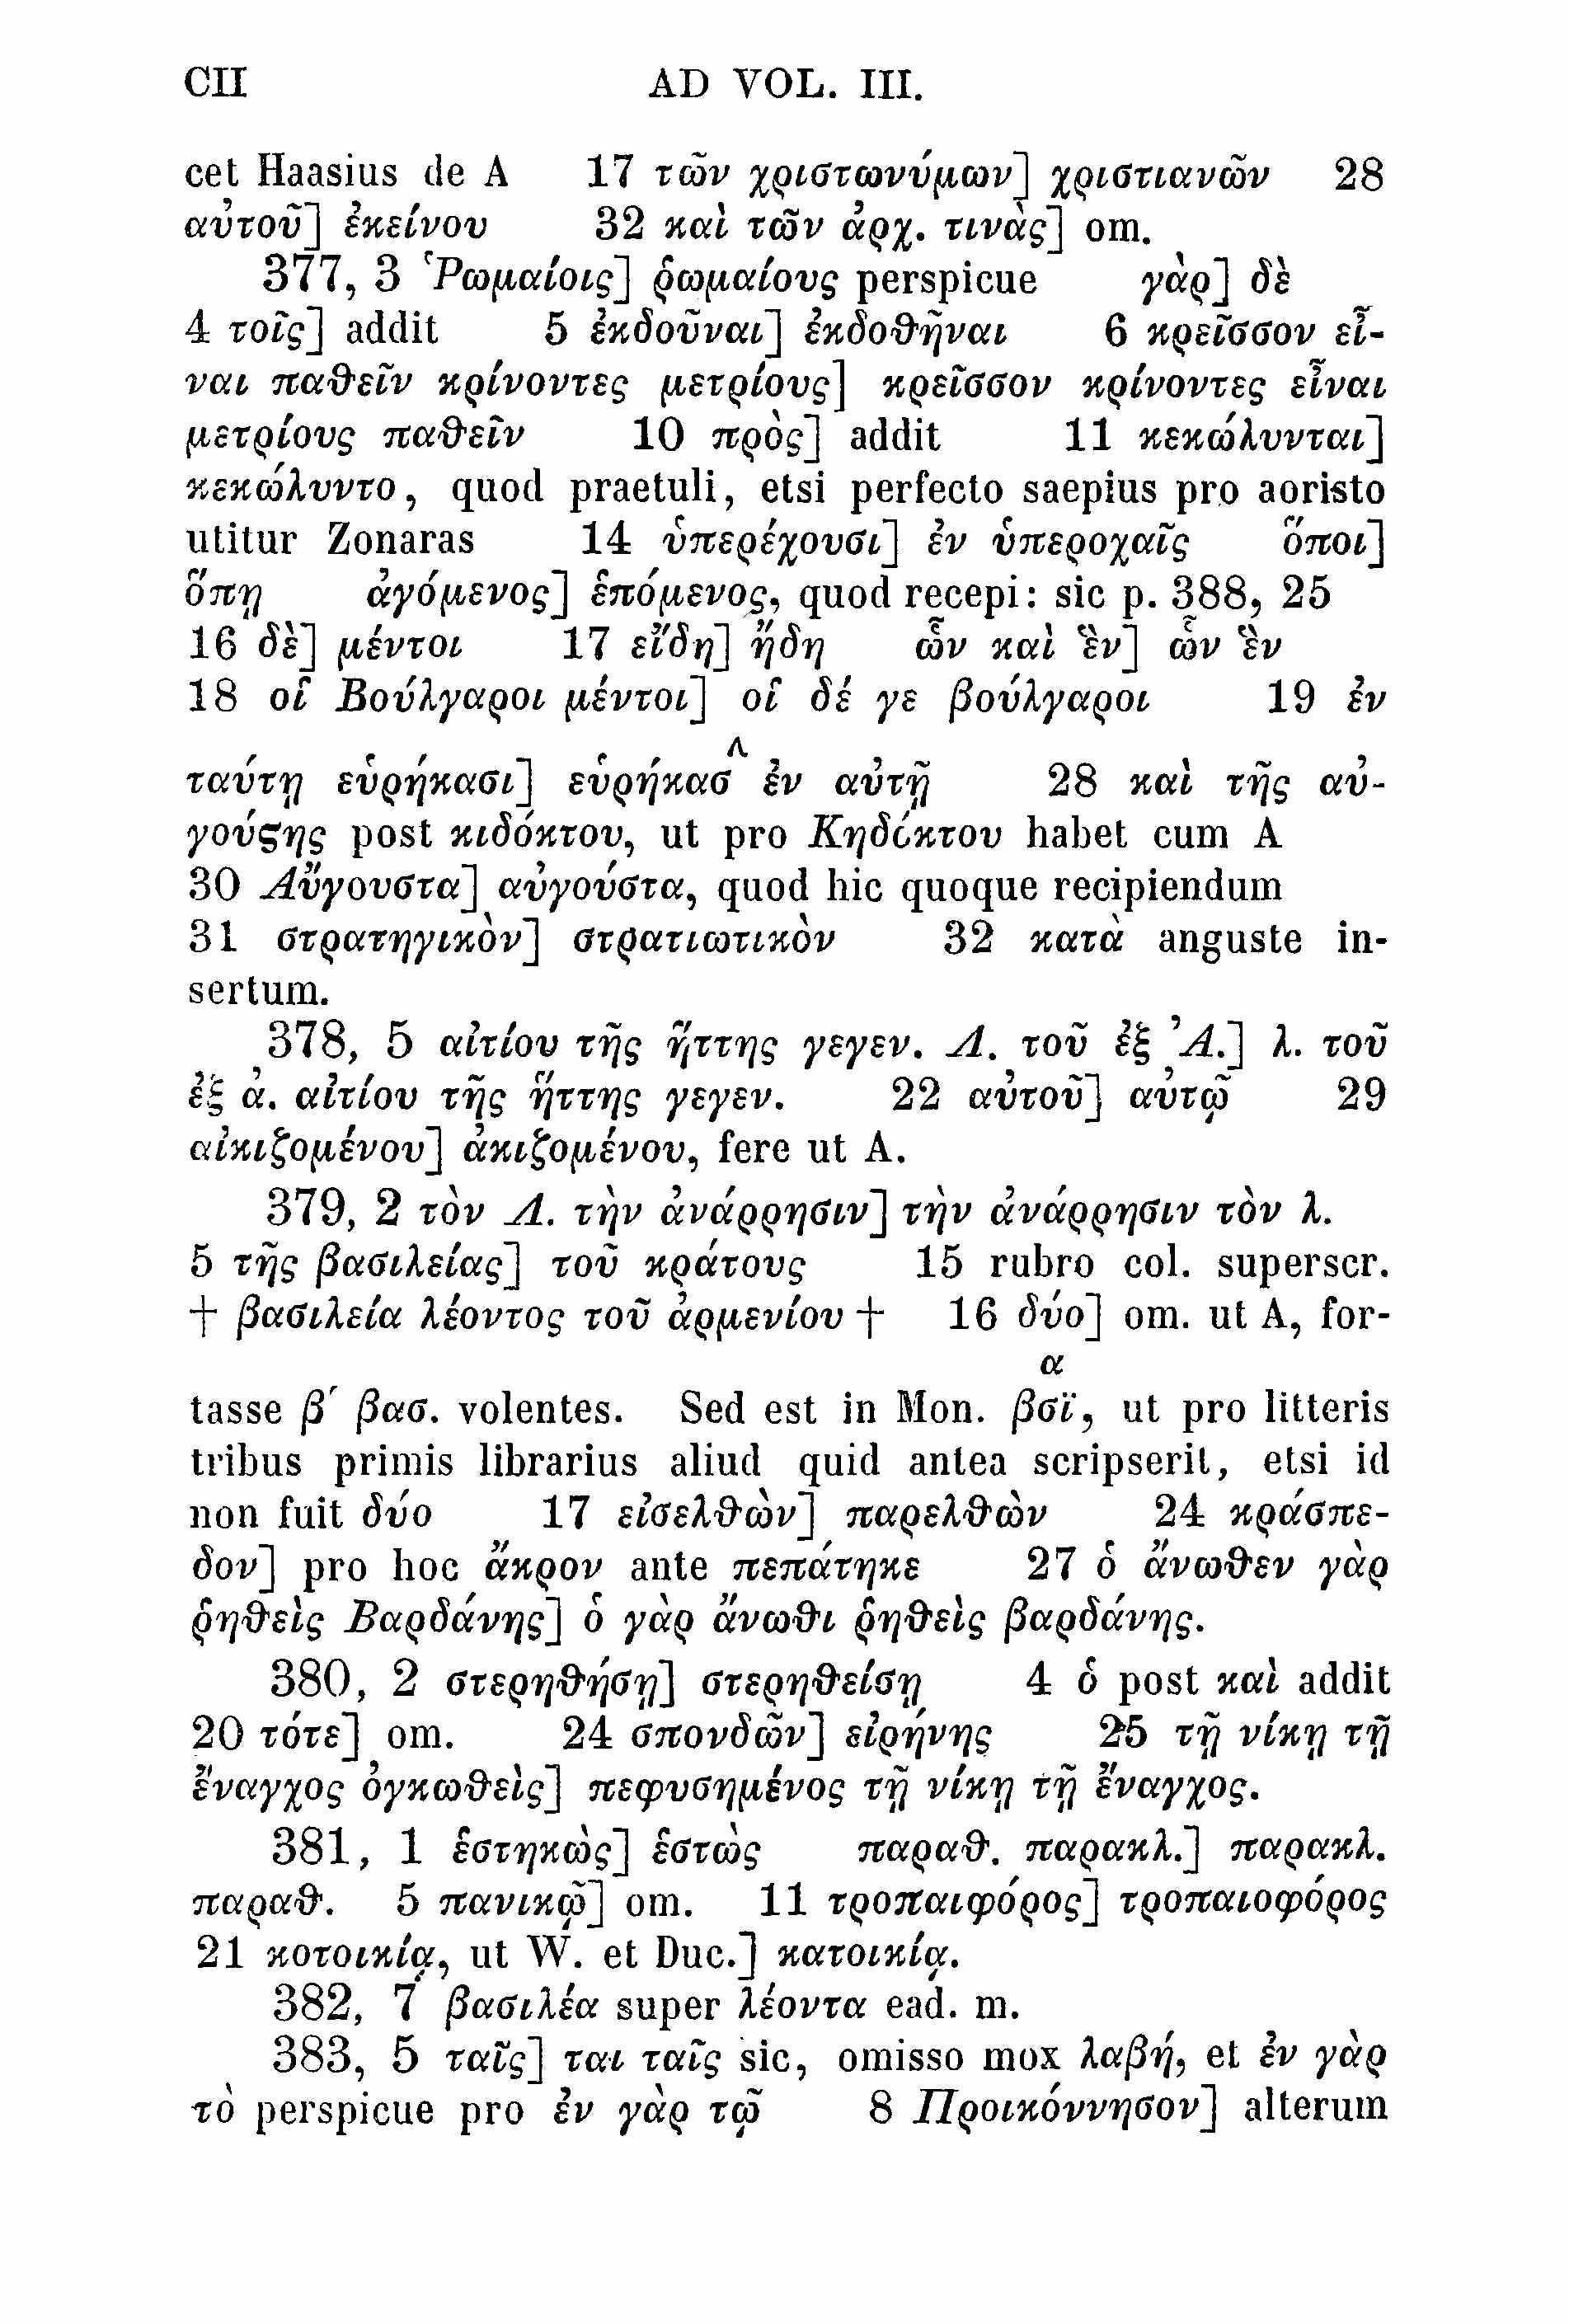 CII AD VOL. III.
cet Haasius de A 17 τῶν χριστωνύμων] χριστιανῶν 28
αὐτοῦ] ἐκείνου 32 καὶ τῶν ἀρχ. τινὰς] om.
377, 3 Ῥωμαίοις] ῥωμαίους perspicue γὰρ] δὲ
4 τοῖς] addit 5 ἐκδοῦναι] ἐκδοθῆναι 6 κρεῖσσον εἶ-
ναι παθεῖν κρίνοντες μετρίους] κρεῖσσον κρίνοντες εἶναι
μετρίους παθεῖν 10 πρὸς] addit 11 κεκώλυνται]
κεκώλυντο, quod praetuli, etsi perfecto saepius pro aoristo
utitur Zonaras 14 ὑπερέχουσι] ἐν ὑπεροχαῖς ὅποι]
ὅπῃ ἀγόμενος] ἑπόμενος, quod recepi: sic p. 388, 25
16 δὲ] μέντοι 17 εἴδη] ἤδη ὧν καὶ ἓν] ὧν ἓν
18 οἱ Βούλγαροι μέντοι] οἱ δέ γε βούλγαροι 19 ἐν
ταύτῃ εὑρήκασι] εὑρήκασ ἐν αὐτῇ 28 καὶ τῆς αὐ-
γούϛης post κιδόκτου, ut pro Κηδόκτου habet cum A
30 Αὔγουστα] αὐγούστα, quod hic quoque recipiendum
31 στρατηγικὸν] στρατιωτικὸν 32 κατὰ anguste in-
sertum.
378, 5 αἰτίου τῆς ἥττης γεγεν. Λ. τοῦ ἐξ Ἀ.] λ. τοῦ
ἐξ ἀ. αἰτίου τῆς ἥττης γεγεν. 22 αὐτοῦ] αὐτῷ 29
αἰκιζομένου] ἀκιζομένου, fere ut A.
379, 2 τὸν Λ. τὴν ἀνάρρησιν] τὴν ἀνάρρησιν τὸν λ.
5 τῆς βασιλείας] τοῦ κράτους 15 rubro col. superscr.
† βασιλεία λέοντος τοῦ ἀρμενίου † 16 δύο] om. ut A, for-
α
tasse β´ βασ. volentes. Sed est in Mon. βσϊ, ut pro litteris
tribus primis librarius aliud quid antea scripserit, etsi id
non fuit δύο 17 εἰσελθὼν] παρελθὼν 24 κράσπε-
δον] pro hoc ἄκρον ante πεπάτηκε 27 ὁ ἄνωθεν γὰρ
ῥηθεὶς Βαρδάνης] ὁ γὰρ ἄνωθι ῥηθεὶς βαρδάνης.
380, 2 στερηθήσῃ] στερηθείσῃ 4 ὁ post καὶ addit
20 τότε] om. 24 σπονδῶν] εἰρήνης 25 τῇ νίκῃ τῇ
ἔναγχος ὀγκωθεὶς] πεφυσημένος τῇ νίκῃ τῇ ἔναγχος.
381, 1 ἑστηκὼς] ἑστὼς παραθ. παρακλ.] παρακλ.
παραθ. 5 πανικῷ] om. 11 τροπαιφόρος] τροπαιοφόρος
21 κοτοικίᾳ, ut W. et Duc.] κατοικίᾳ.
382, 7 βασιλέα super λέοντα ead. m.
383, 5 ταῖς] ται ταῖς sic, omisso mox λαβή, et ἐν γὰρ
τὸ perspicue pro ἐν γὰρ τῷ 8 Προικόννησον] alterum